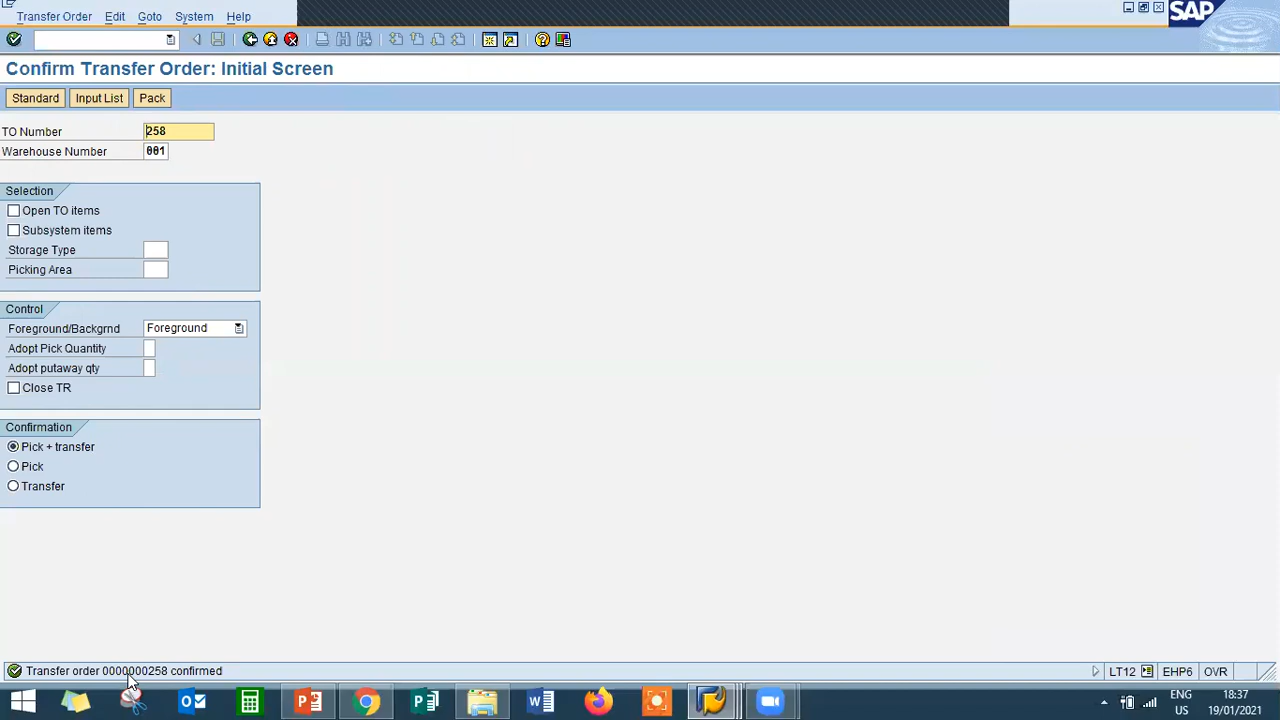 Transfer Order Edit Goto System Help
SAP
Confirm Transfer Order: Initial Screen
Standard Input List Pack
TO Number 258
Warehouse Number 001
Selection
Open TO items
Subsystem items
Storage Type
Picking Area
Control
Foreground/Backgrnd Foreground
Adopt Pick Quantity
Adopt putaway qty
Close TR
Confirmation
Pick + transfer
Pick
Transfer
Transfer order 0000000258 confirmed LT12 EHP6 OVR
ENG 18:37
US 19/01/2021